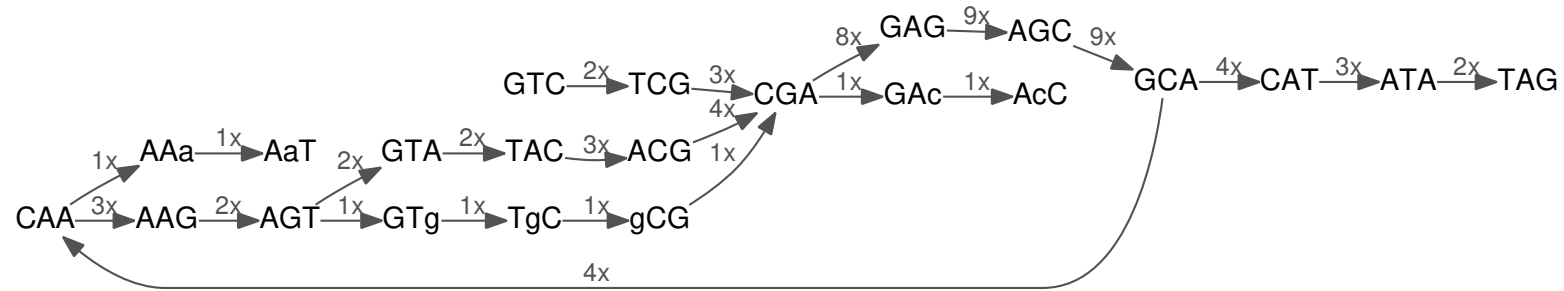 8x GAG 9x AGC 9x
GTC 2x TCG 3x CGA 1x GAc 1x AcC GCA 4x CAT 3x ATA 2x TAG
4x
1x AAa 1x AaT 2x GTA 2x TAC 3x ACG 1x
CAA 3x AAG 2x AGT 1x GTg 1x TgC 1x gCG
4x